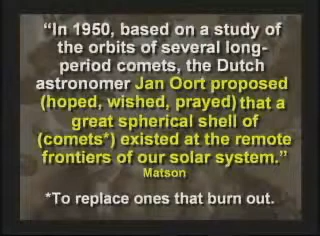 “In 1950, based on a study of
the orbits of several long-
period comets, the Dutch
astronomer Jan Oort proposed
(hoped, wished, prayed) that a
great spherical shell of
(comets*) existed at the remote
frontiers of our solar system.”
Matson
*To replace ones that burn out.